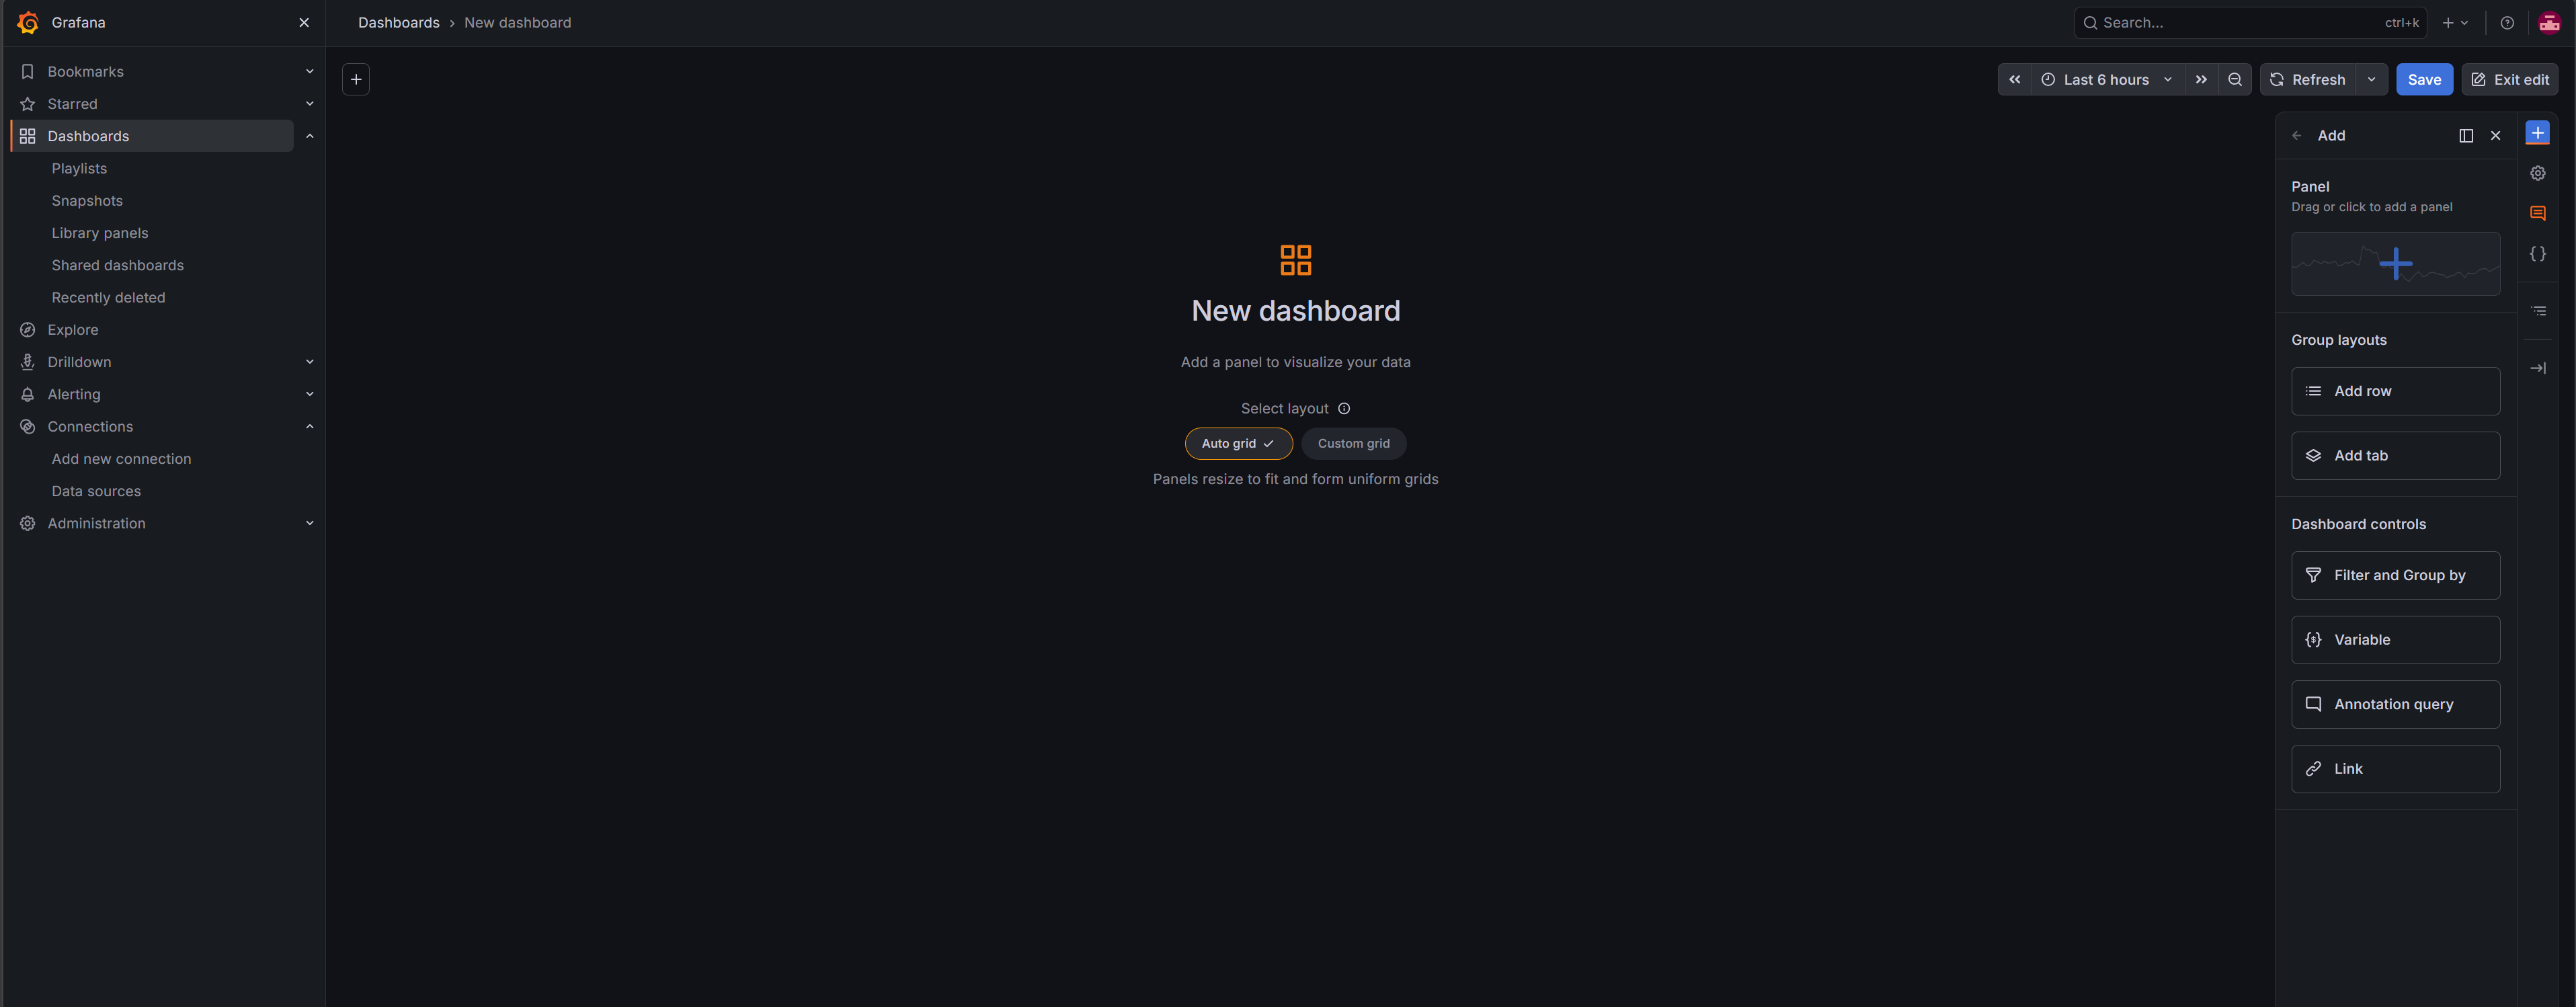 Grafana
Dashboards › New dashboard
Search... ctrl+k
Bookmarks
Starred
Dashboards
Playlists
Snapshots
Library panels
Shared dashboards
Recently deleted
Explore
Drilldown
Alerting
Connections
Add new connection
Data sources
Administration
Last 6 hours
Refresh
Save
Exit edit
New dashboard
Add a panel to visualize your data
Select layout
Auto grid
Custom grid
Panels resize to fit and form uniform grids
Add
Panel
Drag or click to add a panel
Group layouts
Add row
Add tab
Dashboard controls
Filter and Group by
Variable
Annotation query
Link